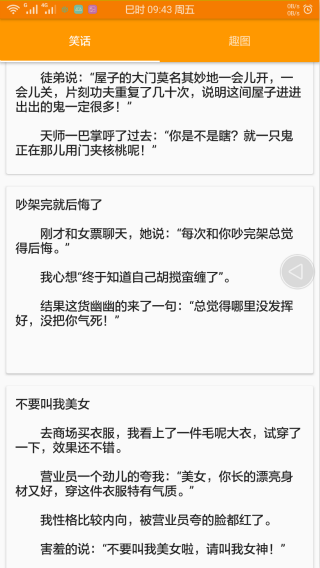 巳时 09:43 周五
笑话
趣图
徒弟说：“屋子的大门莫名其妙地一会儿开，一
会儿关，片刻功夫重复了几十次，说明这间屋子进进
出出的鬼一定很多！”
天师一巴掌呼了过去：“你是不是瞎？就一只鬼
正在那儿用门夹核桃呢！”
吵架完就后悔了
刚才和女票聊天，她说：“每次和你吵完架总觉
得后悔。”
我心想“终于知道自己胡搅蛮缠了”。
结果这货幽幽的来了一句：“总觉得哪里没发挥
好，没把你气死！”
不要叫我美女
去商场买衣服，我看上了一件毛呢大衣，试穿了
一下，效果还不错。
营业员一个劲儿的夸我：“美女，你长的漂亮身
材又好，穿这件衣服特有气质。”
我性格比较内向，被营业员夸的脸都红了。
害羞的说：“不要叫我美女啦，请叫我女神！”